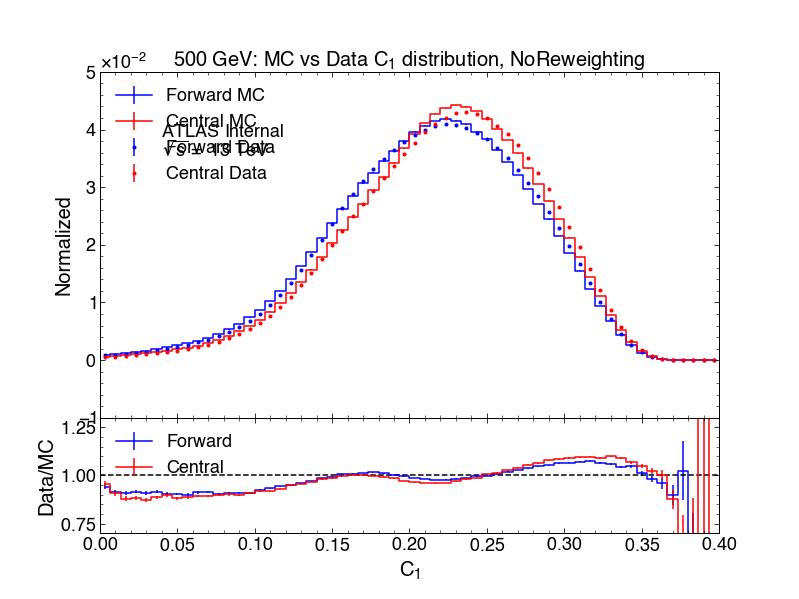 ×10⁻² 500 GeV: MC vs Data C₁ distribution, NoReweighting
5
4
3
2
1
0
−1
Normalized
Forward MC
Central MC
ATLAS Internal
Forward Data
√s = 13 TeV
Central Data
1.25
1.00
0.75
Data/MC
Forward
Central
0.00 0.05 0.10 0.15 0.20 0.25 0.30 0.35 0.40
C₁